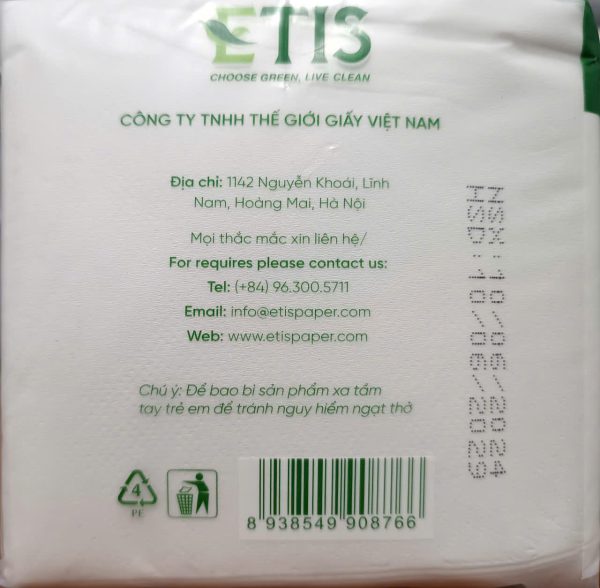 ETIS
CHOOSE GREEN, LIVE CLEAN
CÔNG TY TNHH THẾ GIỚI GIẤY VIỆT NAM
Địa chỉ: 1142 Nguyễn Khoái, Lĩnh
Nam, Hoàng Mai, Hà Nội
Mọi thắc mắc xin liên hệ/
For requires please contact us:
Tel: (+84) 96.300.5711
Email: info@etispaper.com
Web: www.etispaper.com
Chú ý: Để bao bì sản phẩm xa tầm
tay trẻ em để tránh nguy hiểm ngạt thở
NSX:10/06/2024
HSD:10/06/2029
4
PE
8 938549 908766